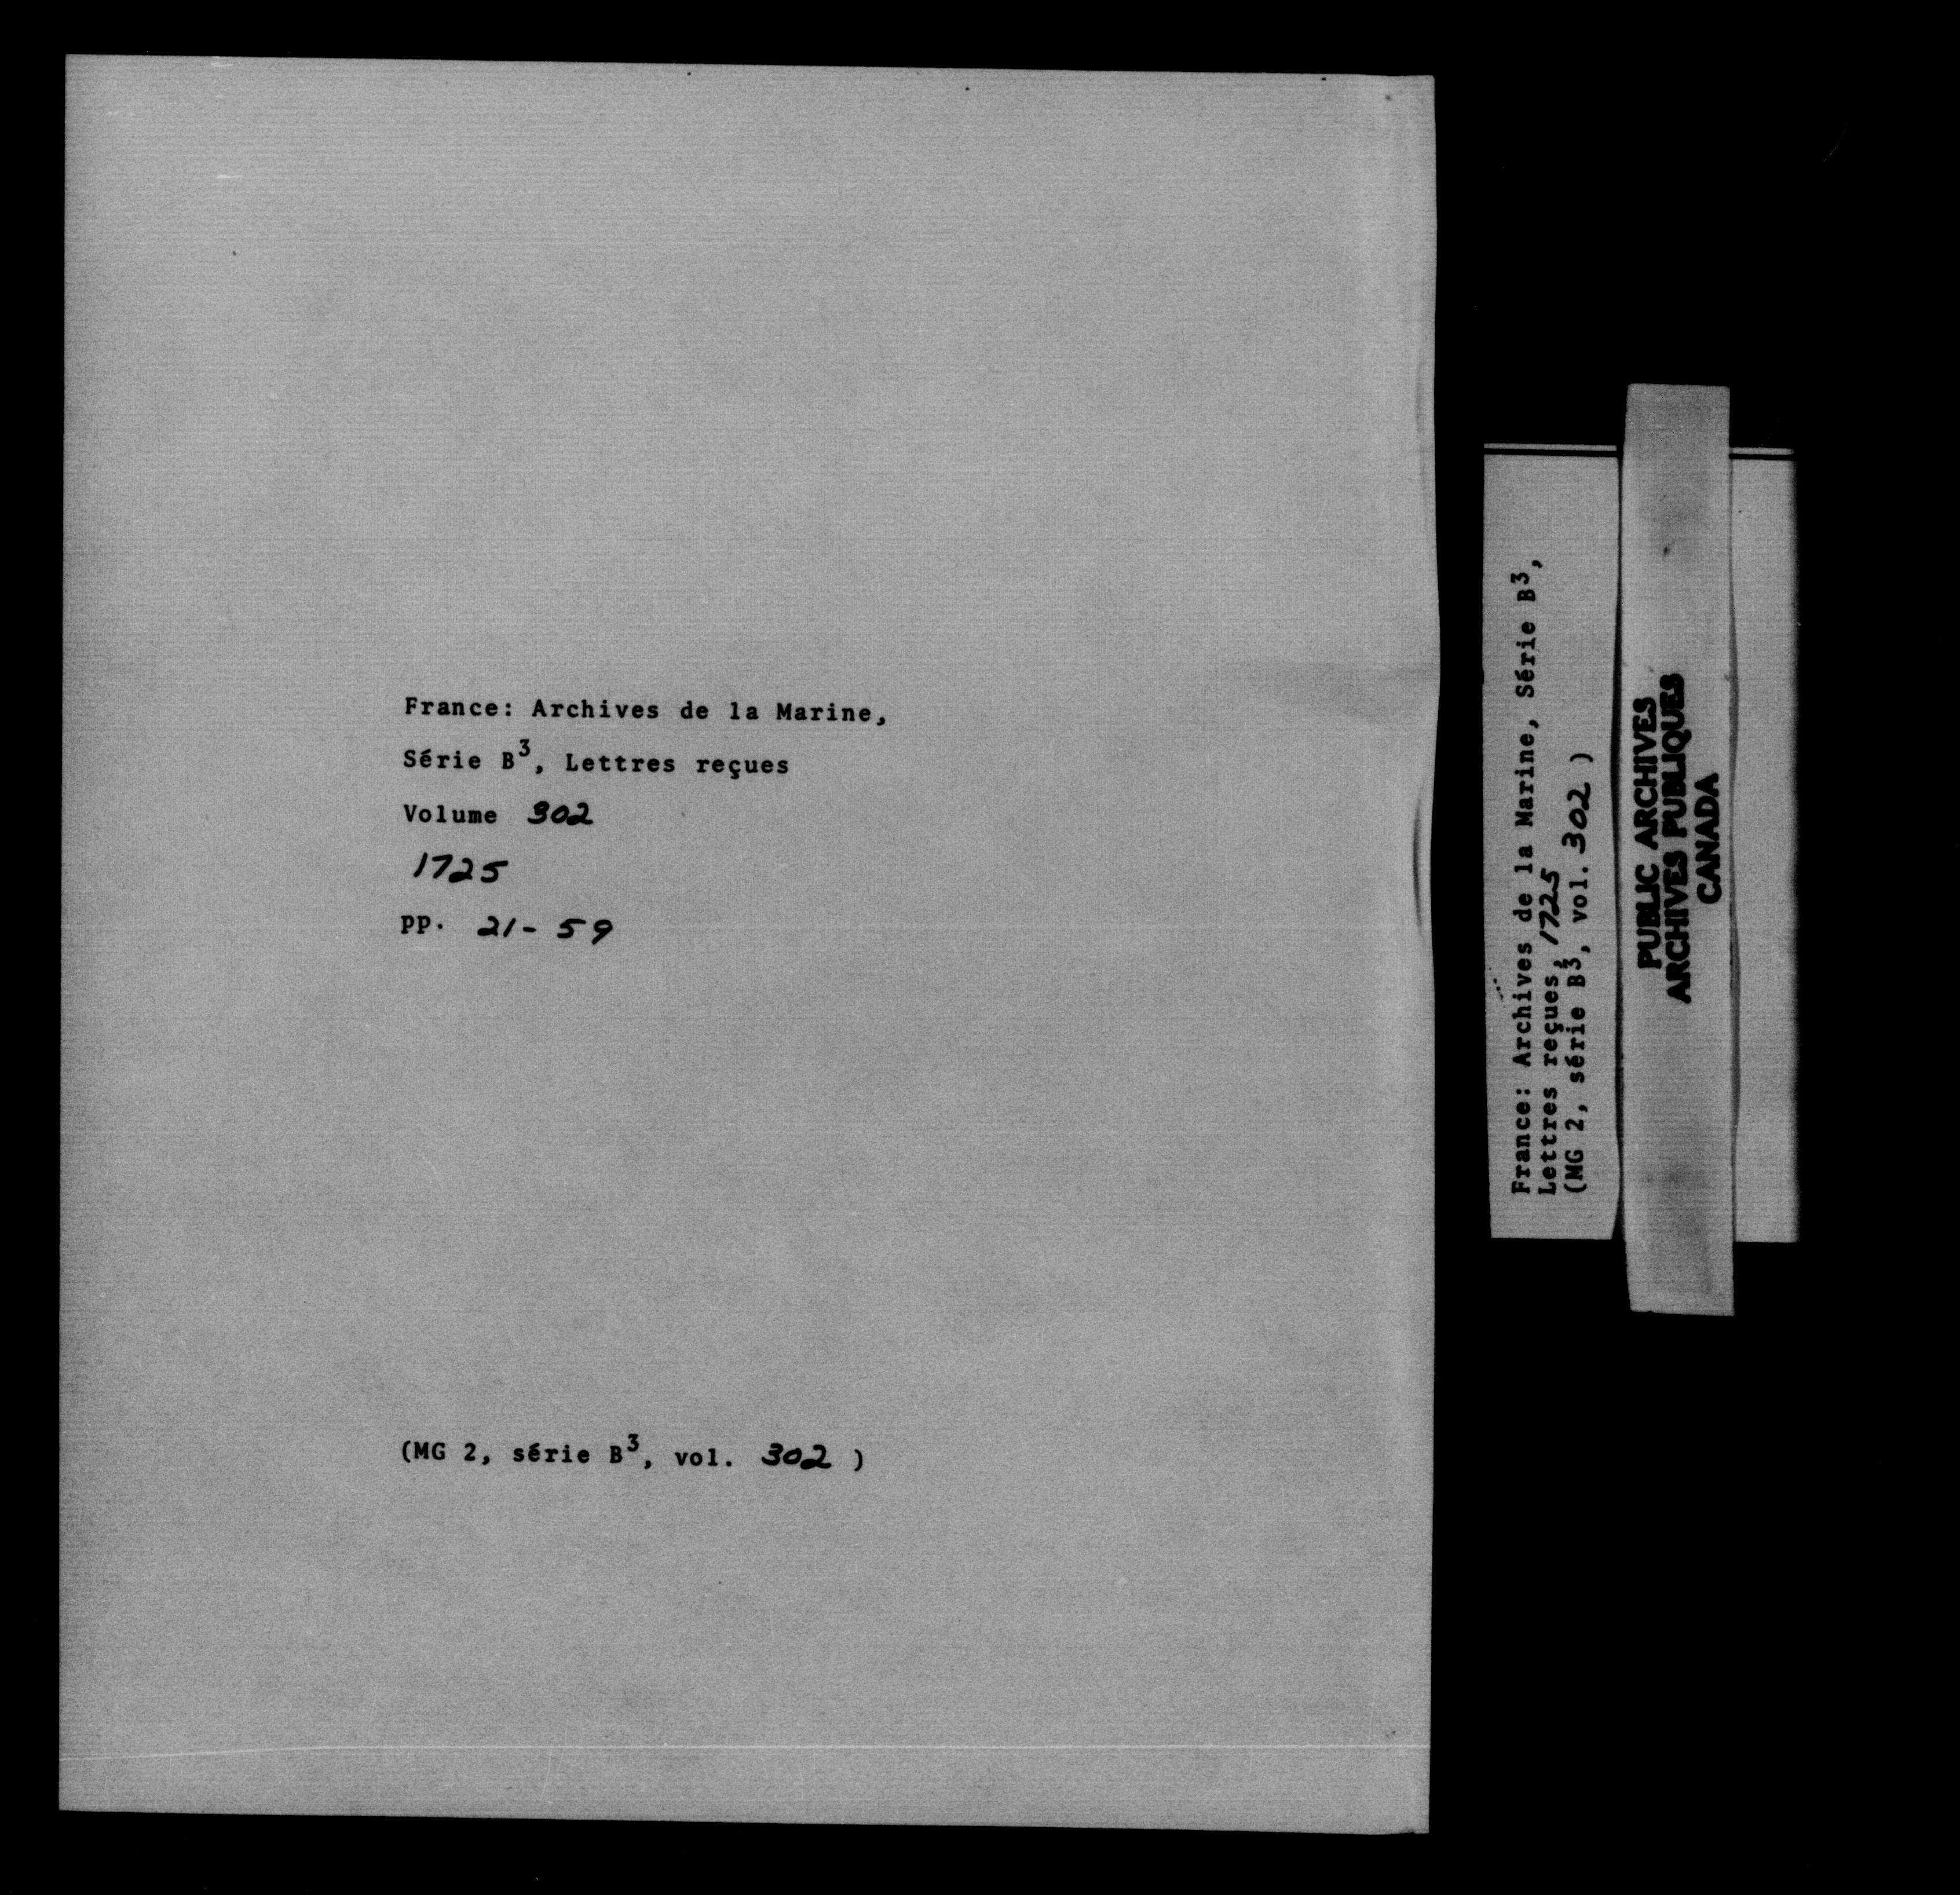 France: Archives de la Marine,
Série B³, Lettres reçues
Volume 302
1725
pp. 21-59
(MG 2, série B³, vol. 302 )
France: Archives de la Marine, Série B³,
Lettres reçues, 1725
(MG 2, série B³, vol. 302 )
PUBLIC ARCHIVES
ARCHIVES PUBLIQUES
CANADA